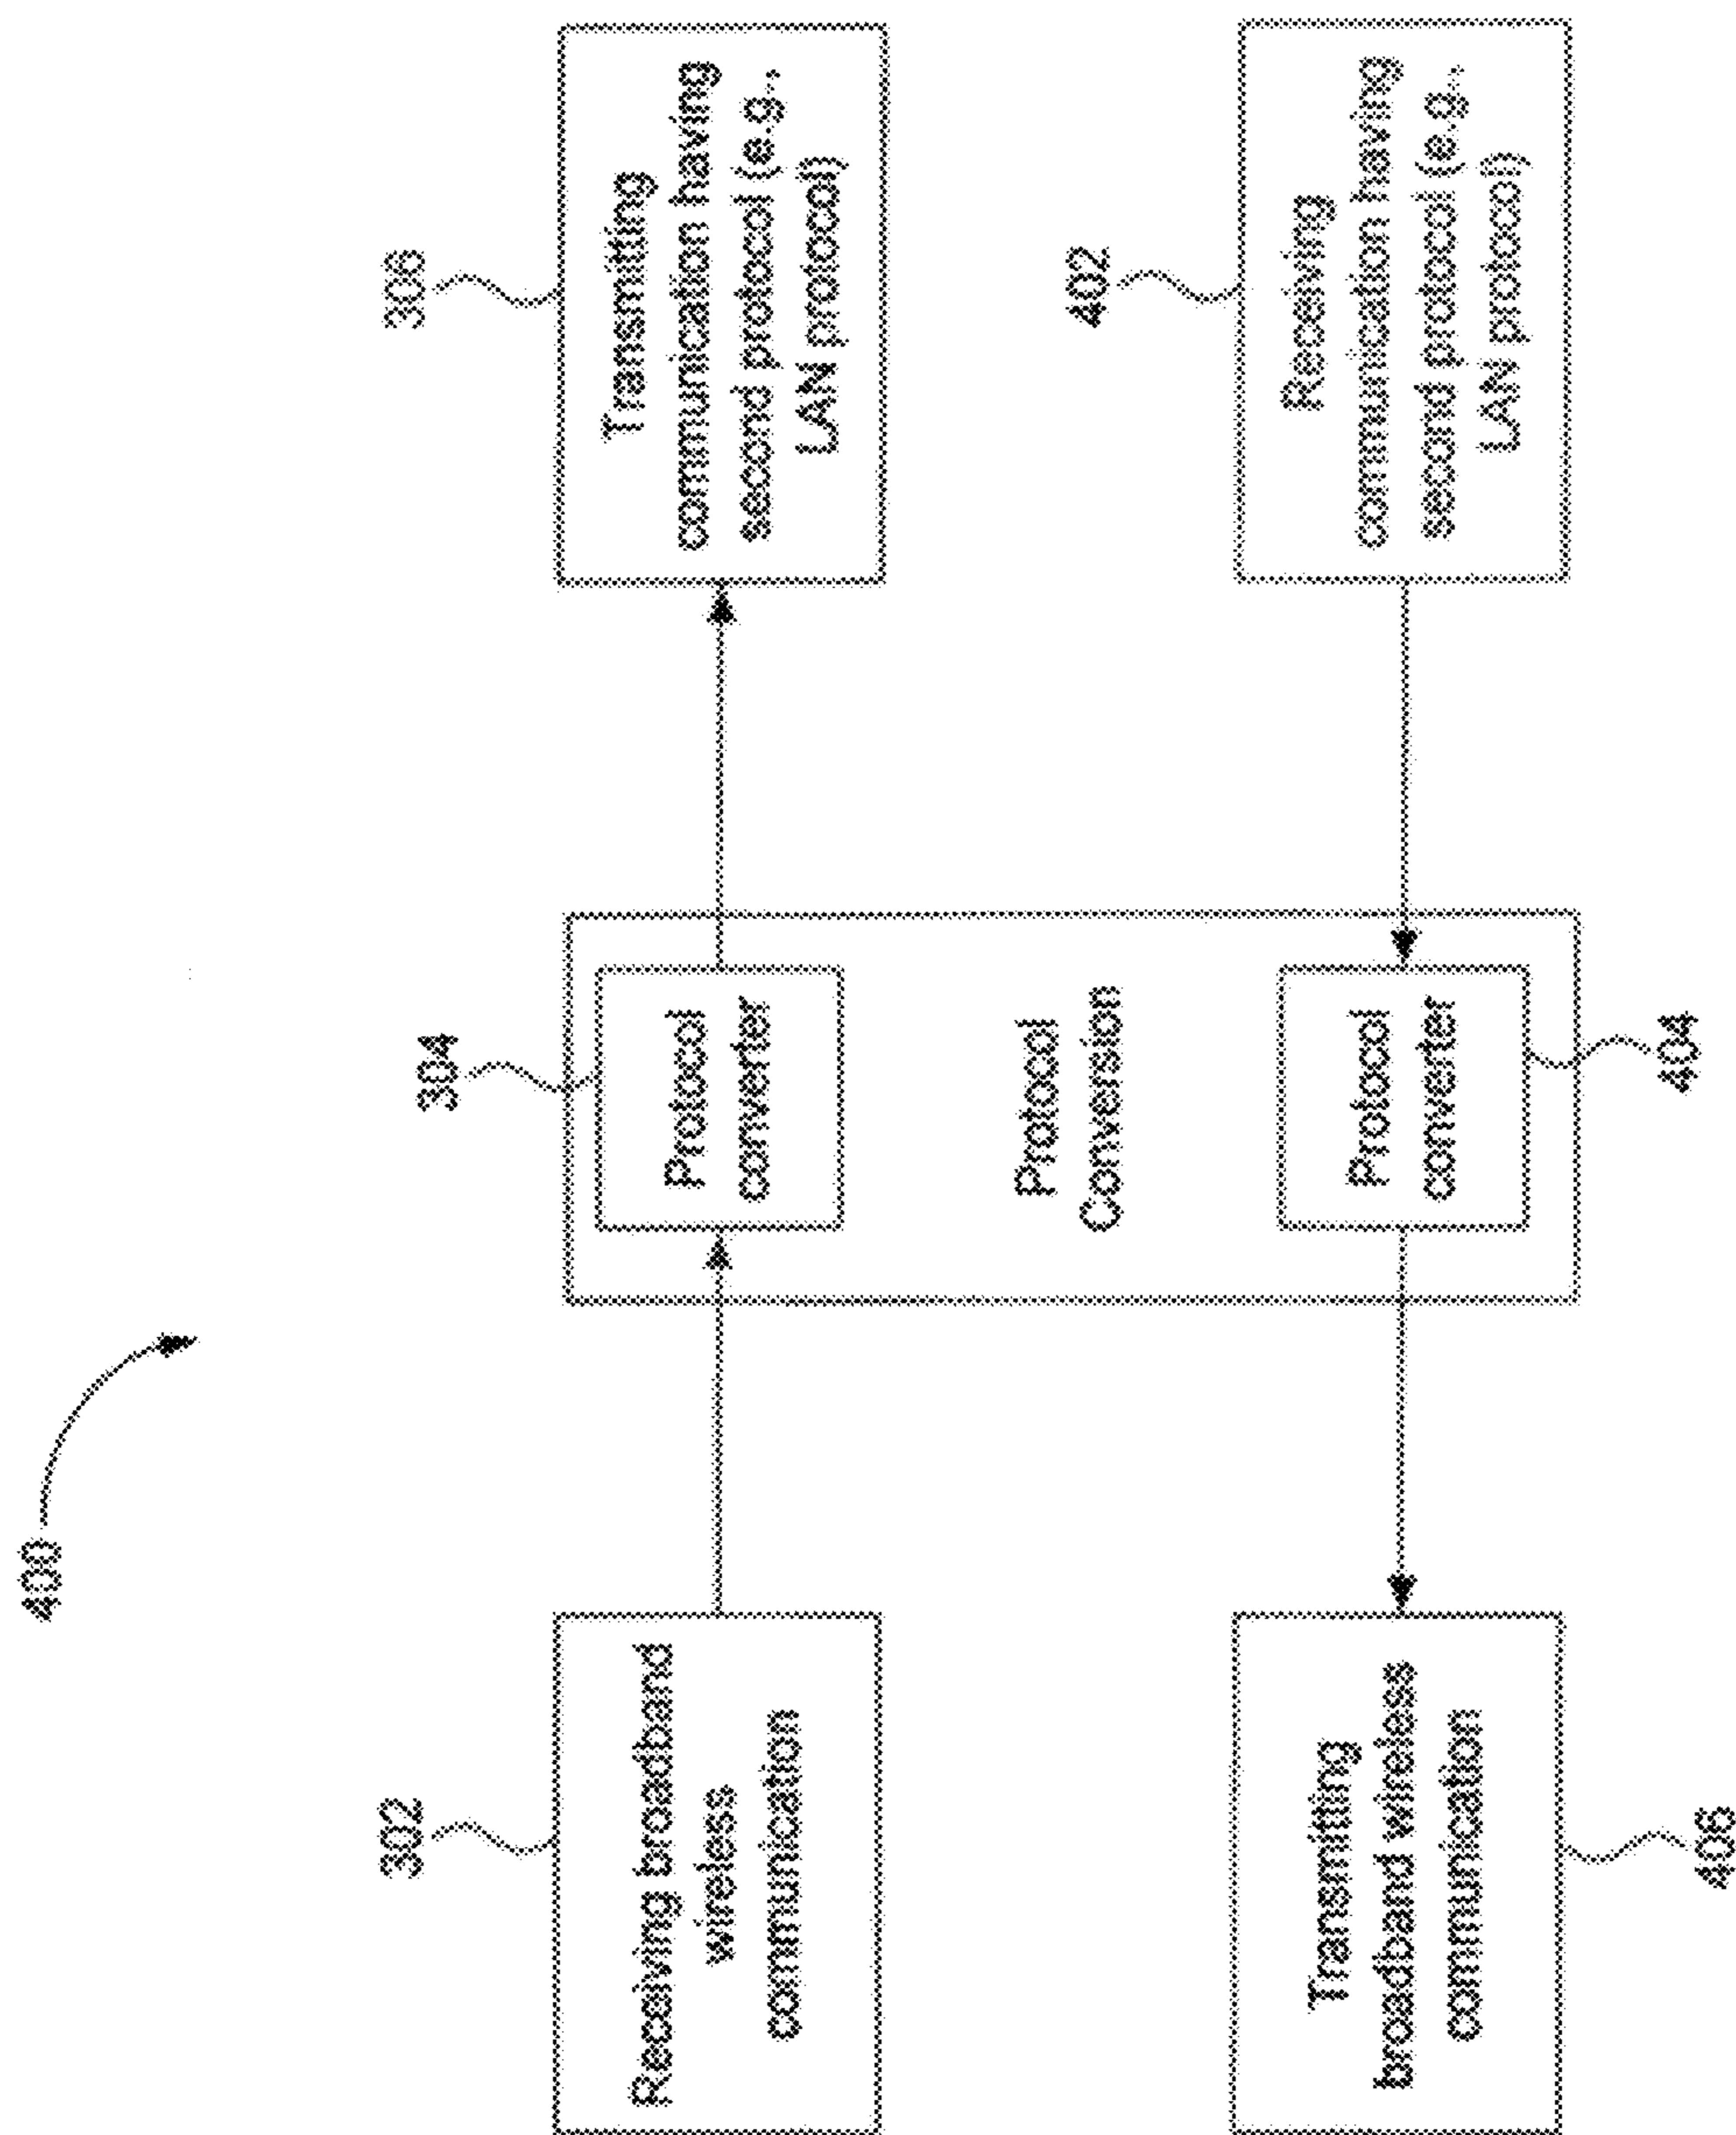 400
302
Receiving broadband
wireless
communication
304
Protocol
converter
306
Transmitting
communication having
second protocol (e.g.,
LAN protocol)
Protocol
Conversion
Transmitting
broadband wireless
communication
406
Protocol
converter
404
402
Receiving
communication having
second protocol (e.g.,
LAN protocol)